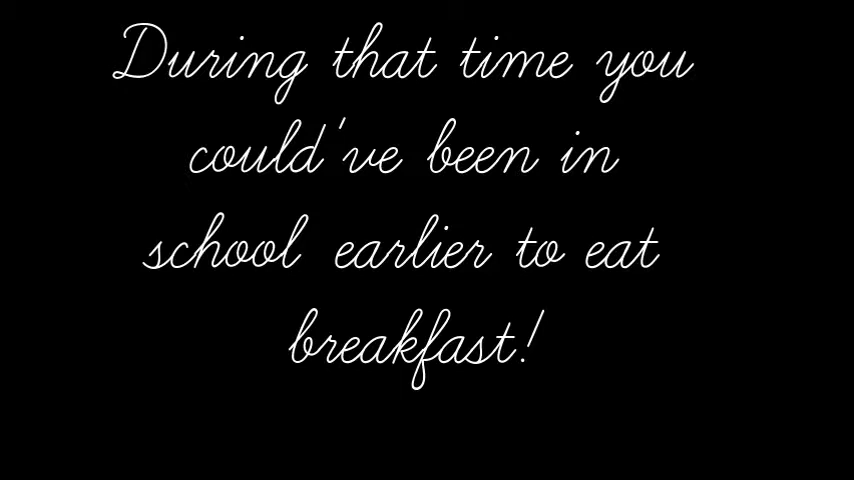 During that time you
could've been in
school earlier to eat
breakfast!